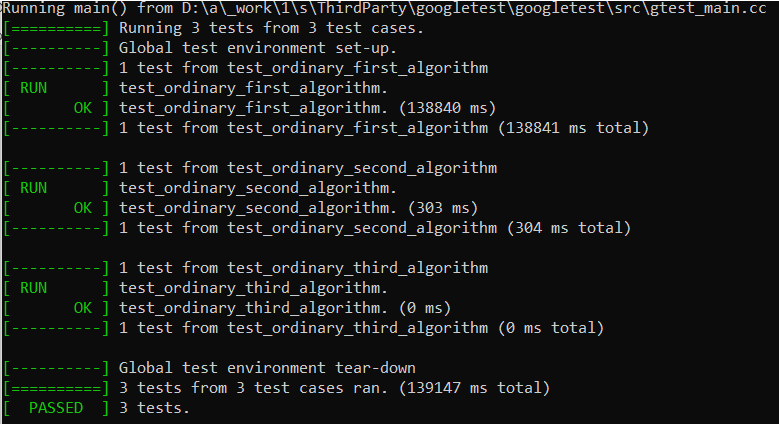 Running main() from D:\a\_work\1\s\ThirdParty\googletest\googletest\src\gtest_main.cc
[==========] Running 3 tests from 3 test cases.
[----------] Global test environment set-up.
[----------] 1 test from test_ordinary_first_algorithm
[ RUN      ] test_ordinary_first_algorithm.
[       OK ] test_ordinary_first_algorithm. (138840 ms)
[----------] 1 test from test_ordinary_first_algorithm (138841 ms total)
[----------] 1 test from test_ordinary_second_algorithm
[ RUN      ] test_ordinary_second_algorithm.
[       OK ] test_ordinary_second_algorithm. (303 ms)
[----------] 1 test from test_ordinary_second_algorithm (304 ms total)
[----------] 1 test from test_ordinary_third_algorithm
[ RUN      ] test_ordinary_third_algorithm.
[       OK ] test_ordinary_third_algorithm. (0 ms)
[----------] 1 test from test_ordinary_third_algorithm (0 ms total)
[----------] Global test environment tear-down
[==========] 3 tests from 3 test cases ran. (139147 ms total)
[  PASSED  ] 3 tests.